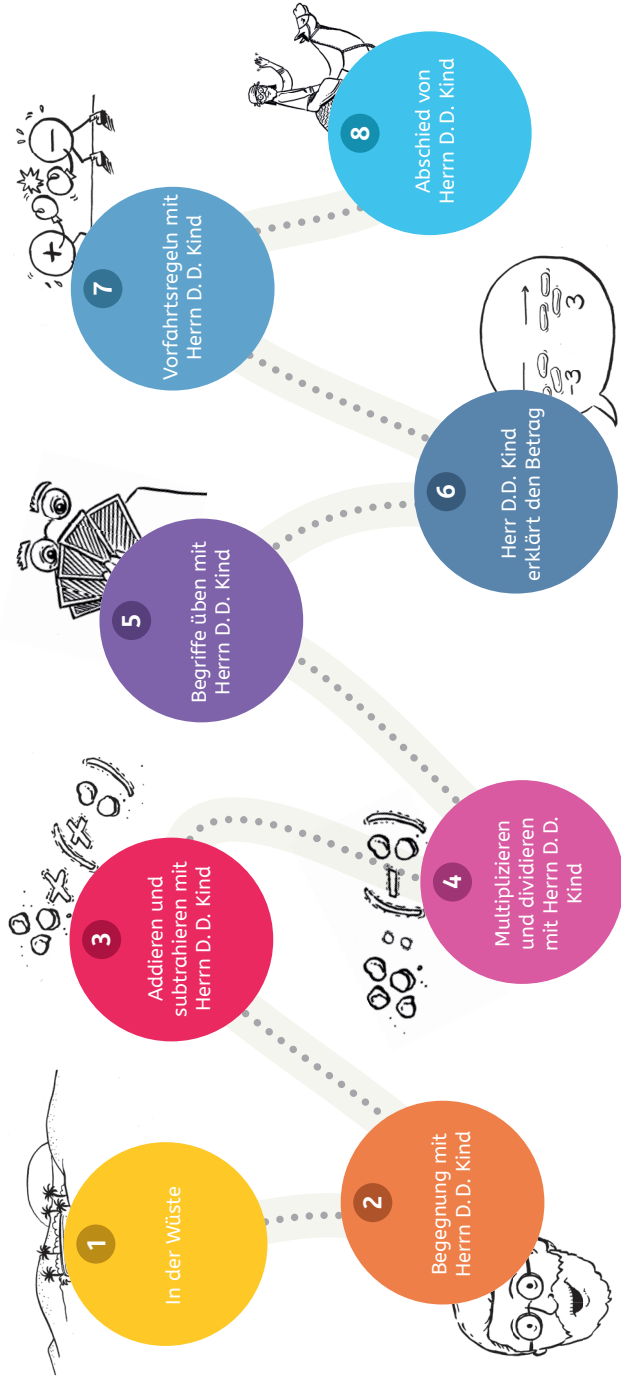 1
In der Wüste
2
Begegnung mit
Herrn D. D. Kind
3
Addieren und
subtrahieren mit
Herrn D. D. Kind
4
Multiplizieren
und dividieren
mit Herrn D. D.
Kind
5
Begriffe üben mit
Herrn D. D. Kind
6
Herr D.D. Kind
erklärt den Betrag
-3 3
7
Vorfahrtsregeln mit
Herrn D. D. Kind
+ −
8
Abschied von
Herrn D. D. Kind